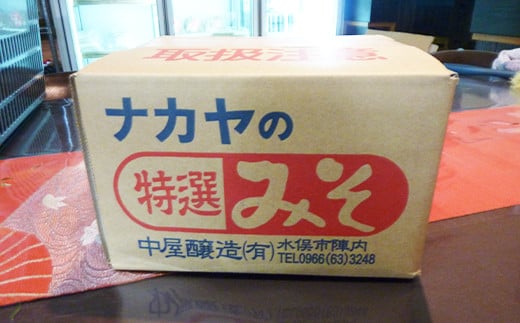 取扱注意
ナカヤの
特選 みそ
中屋醸造(有) 水俣市陣内
TEL0966(63)3248